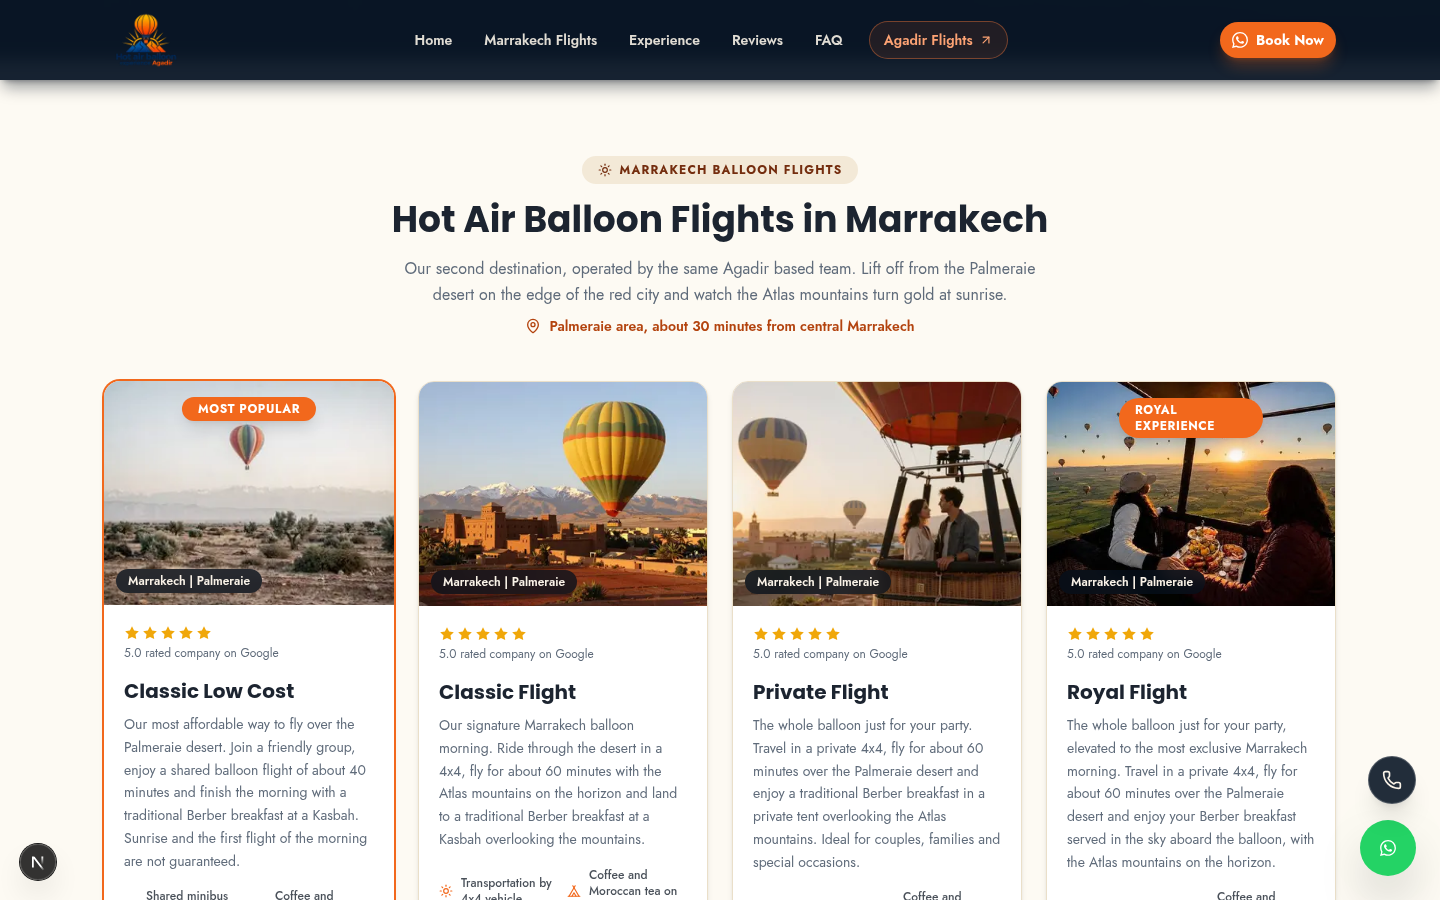 Agadir
Home
Marrakech Flights
Experience
Reviews
FAQ
Agadir Flights
Book Now
MARRAKECH BALLOON FLIGHTS
Hot Air Balloon Flights in Marrakech
Our second destination, operated by the same Agadir based team. Lift off from the Palmeraie
desert on the edge of the red city and watch the Atlas mountains turn gold at sunrise.
Palmeraie area, about 30 minutes from central Marrakech
MOST POPULAR
Marrakech | Palmeraie
5.0 rated company on Google
Classic Low Cost
Our most affordable way to fly over the
Palmeraie desert. Join a friendly group,
enjoy a shared balloon flight of about 40
minutes and finish the morning with a
traditional Berber breakfast at a Kasbah.
Sunrise and the first flight of the morning
are not guaranteed.
Shared minibus
Coffee and
Marrakech | Palmeraie
5.0 rated company on Google
Classic Flight
Our signature Marrakech balloon
morning. Ride through the desert in a
4x4, fly for about 60 minutes with the
Atlas mountains on the horizon and land
to a traditional Berber breakfast at a
Kasbah overlooking the mountains.
Transportation by
4x4 vehicle
Coffee and
Moroccan tea on
Marrakech | Palmeraie
5.0 rated company on Google
Private Flight
The whole balloon just for your party.
Travel in a private 4x4, fly for about 60
minutes over the Palmeraie desert and
enjoy a traditional Berber breakfast in a
private tent overlooking the Atlas
mountains. Ideal for couples, families and
special occasions.
Coffee and
ROYAL
EXPERIENCE
Marrakech | Palmeraie
5.0 rated company on Google
Royal Flight
The whole balloon just for your party,
elevated to the most exclusive Marrakech
morning. Travel in a private 4x4, fly for
about 60 minutes over the Palmeraie
desert and enjoy your Berber breakfast
served in the sky aboard the balloon, with
the Atlas mountains on the horizon.
Coffee and
N